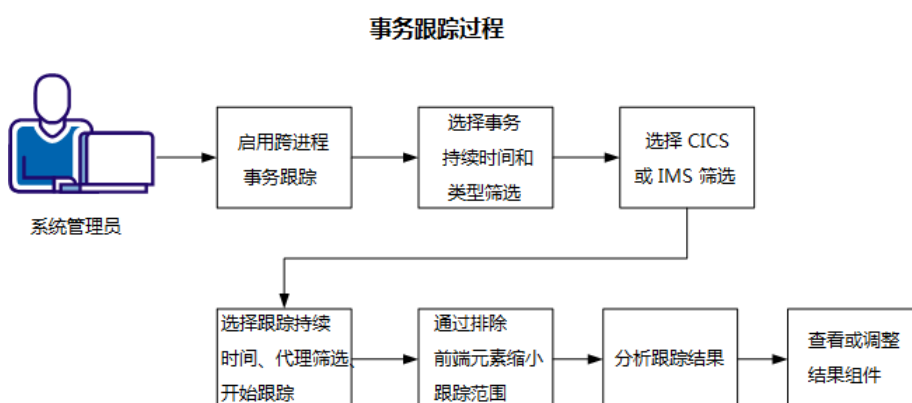 事务跟踪过程
启用跨进程
事务跟踪
选择事务
持续时间和
类型筛选
选择 CICS
或 IMS 筛选
系统管理员
选择跟踪持续
时间、代理筛选、
开始跟踪
通过排除
前端元素缩小
跟踪范围
分析跟踪结果
查看或调整
结果组件